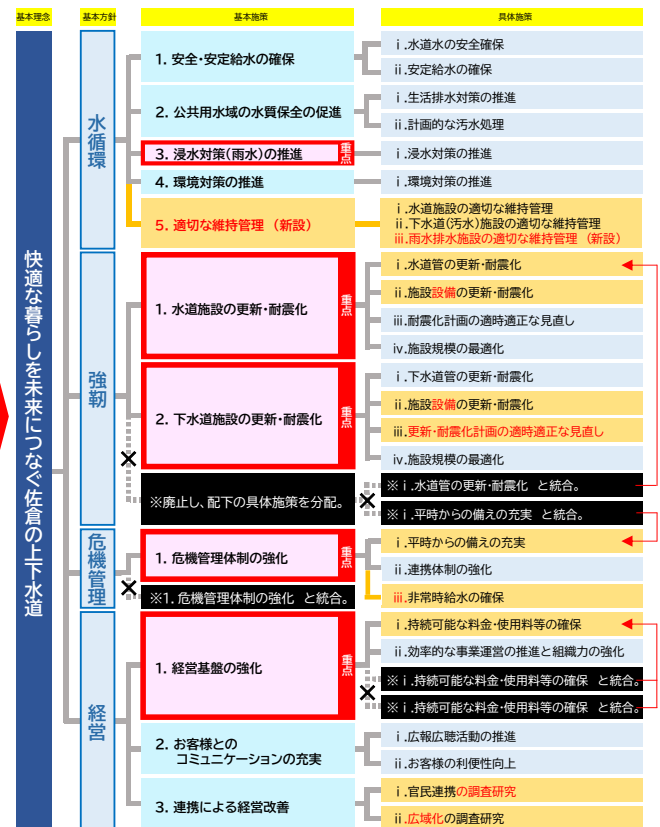 基本理念
基本方針
基本施策
具体施策
快適な暮らしを未来につなぐ佐倉の上下水道
水循環
1. 安全・安定給水の確保
ⅰ.水道水の安全確保
ⅱ.安定給水の確保
2. 公共用水域の水質保全の促進
ⅰ.生活排水対策の推進
ⅱ.計画的な汚水処理
3. 浸水対策(雨水)の推進
重点
ⅰ.浸水対策の推進
4. 環境対策の推進
ⅰ.環境対策の推進
5. 適切な維持管理 (新設)
ⅰ.水道施設の適切な維持管理
ⅱ.下水道(汚水)施設の適切な維持管理
ⅲ.雨水排水施設の適切な維持管理 (新設)
強靭
1. 水道施設の更新・耐震化
重点
ⅰ.水道管の更新・耐震化
ⅱ.施設設備の更新・耐震化
ⅲ.耐震化計画の適時適正な見直し
ⅳ.施設規模の最適化
2. 下水道施設の更新・耐震化
重点
ⅰ.下水道管の更新・耐震化
ⅱ.施設設備の更新・耐震化
ⅲ.更新・耐震化計画の適時適正な見直し
ⅳ.施設規模の最適化
※廃止し、配下の具体施策を分配。
※ⅰ.水道管の更新・耐震化 と統合。
※ⅰ.平時からの備えの充実 と統合。
危機管理
1. 危機管理体制の強化
重点
ⅰ.平時からの備えの充実
ⅱ.連携体制の強化
※1. 危機管理体制の強化 と統合。
ⅲ.非常時給水の確保
経営
1. 経営基盤の強化
重点
ⅰ.持続可能な料金・使用料等の確保
ⅱ.効率的な事業運営の推進と組織力の強化
※ⅰ.持続可能な料金・使用料等の確保 と統合。
※ⅰ.持続可能な料金・使用料等の確保 と統合。
2. お客様との
コミュニケーションの充実
ⅰ.広報広聴活動の推進
ⅱ.お客様の利便性向上
3. 連携による経営改善
ⅰ.官民連携の調査研究
ⅱ.広域化の調査研究